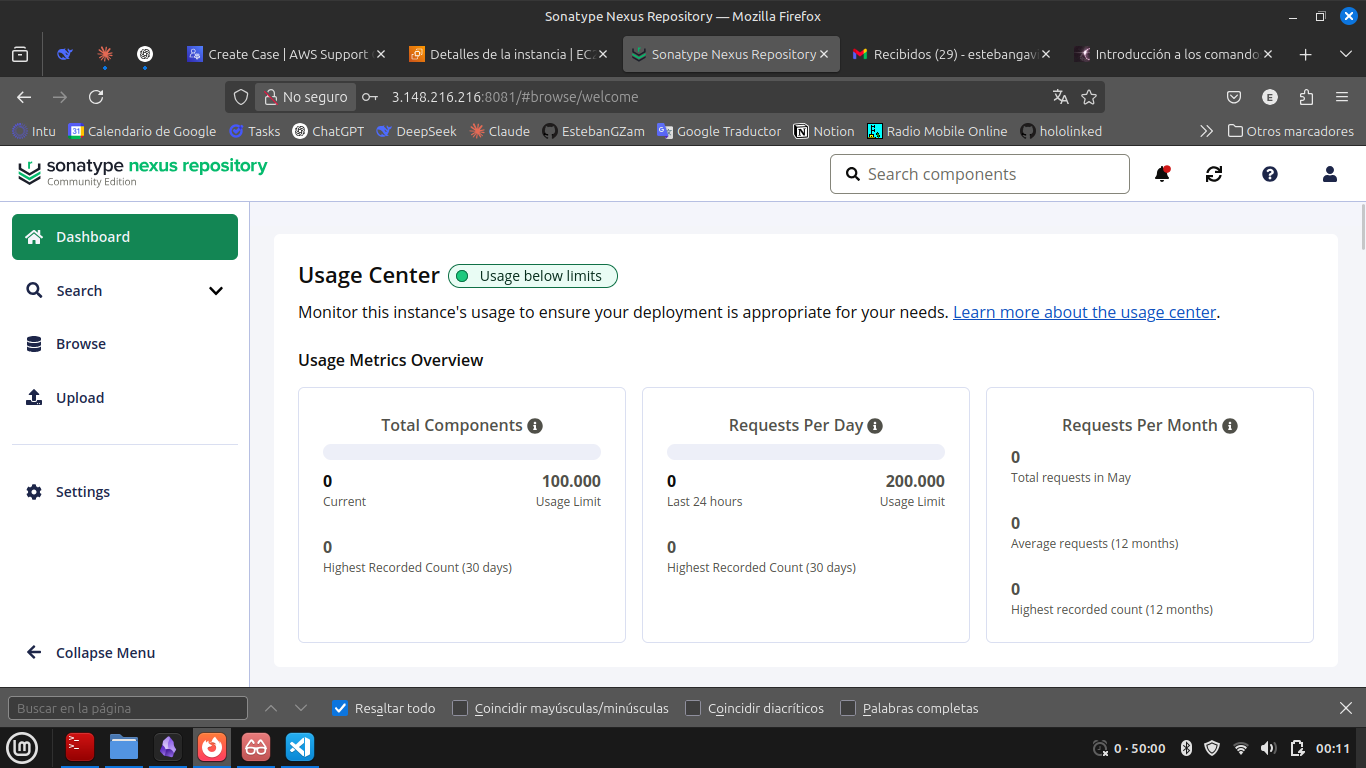 Sonatype Nexus Repository — Mozilla Firefox
Create Case | AWS Support
Detalles de la instancia | EC2
Sonatype Nexus Repository
Recibidos (29) - estebangavi
Introducción a los comando
No seguro
3.148.216.216:8081/#browse/welcome
E
Intu
31
Calendario de Google
Tasks
ChatGPT
DeepSeek
Claude
EstebanGZam
Google Traductor
Notion
Radio Mobile Online
hololinked
Otros marcadores
sonatype nexus repository
Community Edition
Search components
Dashboard
Search
Browse
Upload
Settings
Collapse Menu
Usage Center
Usage below limits
Monitor this instance's usage to ensure your deployment is appropriate for your needs. Learn more about the usage center.
Usage Metrics Overview
Total Components
0 100.000
Current Usage Limit
0
Highest Recorded Count (30 days)
Requests Per Day
0 200.000
Last 24 hours Usage Limit
0
Highest Recorded Count (30 days)
Requests Per Month
0
Total requests in May
0
Average requests (12 months)
0
Highest recorded count (12 months)
Buscar en la página
Resaltar todo
Coincidir mayúsculas/minúsculas
Coincidir diacríticos
Palabras completas
0 · 50:00
00:11